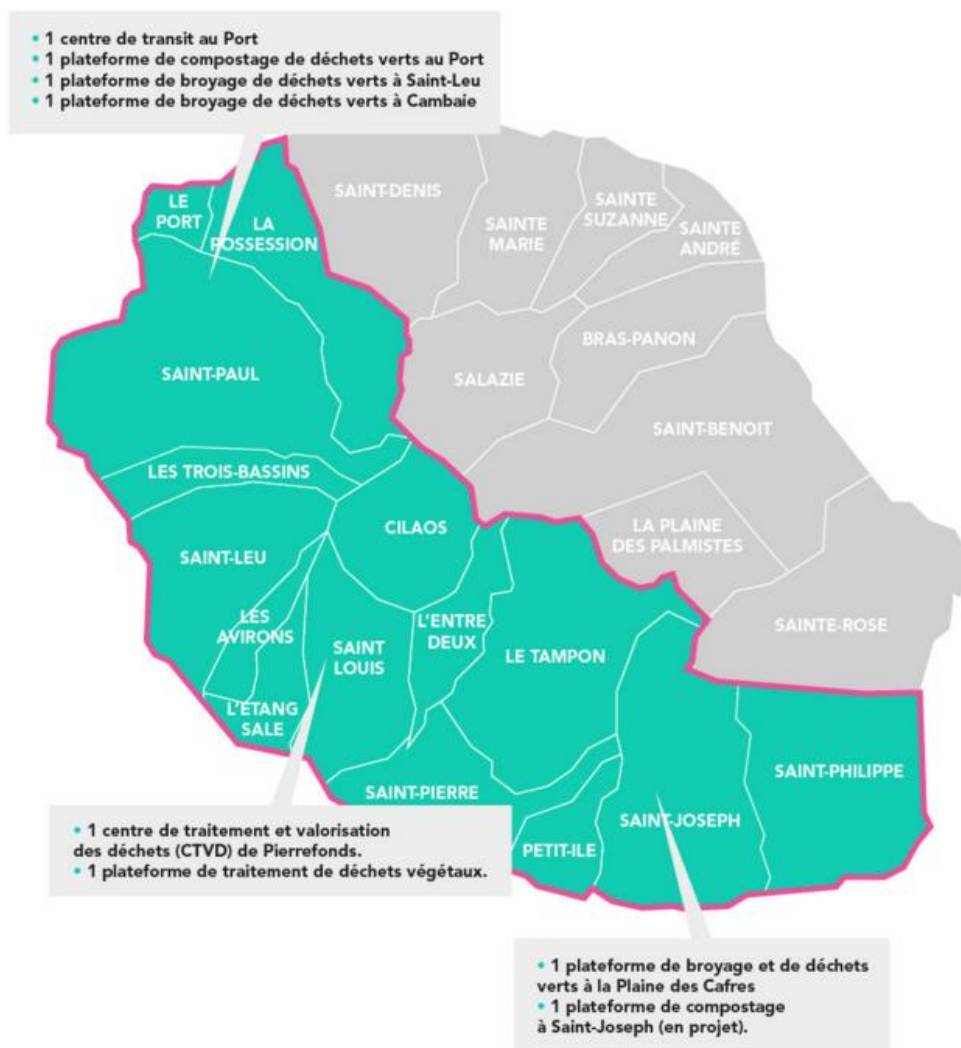 • 1 centre de transit au Port
• 1 plateforme de compostage de déchets verts au Port
• 1 plateforme de broyage de déchets verts à Saint-Leu
• 1 plateforme de broyage de déchets verts à Cambaie
LE
PORT
LA
POSSESSION
SAINT-DENIS
SAINTE
MARIE
SAINTE
SUZANNE
SAINTE
ANDRÉ
SAINT-PAUL
SALAZIE
BRAS-PANON
SAINT-BENOIT
LES TROIS-BASSINS
CILAOS
LA PLAINE
DES PALMISTES
SAINT-LEU
LES
AVIRONS
SAINT
LOUIS
L'ENTRE
DEUX
LE TAMPON
SAINTE-ROSE
L'ÉTANG
SALE
SAINT-PIERRE
PETIT-ILE
SAINT-JOSEPH
SAINT-PHILIPPE
• 1 centre de traitement et valorisation
des déchets (CTVD) de Pierrefonds.
• 1 plateforme de traitement de déchets végétaux.
• 1 plateforme de broyage et de déchets
verts à la Plaine des Cafres
• 1 plateforme de compostage
à Saint-Joseph (en projet).